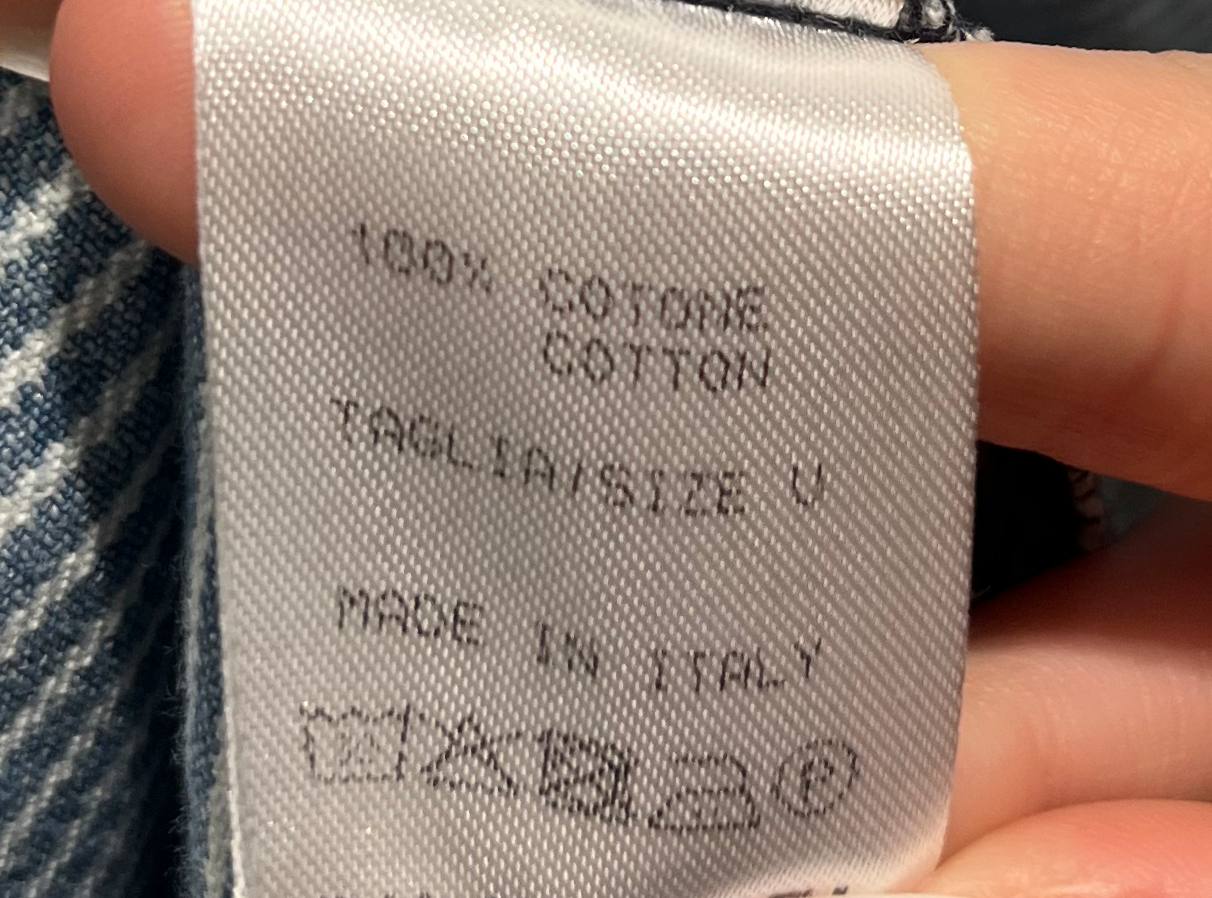 100% COTONE
COTTON
TAGLIA/SIZE U
MADE IN ITALY
P